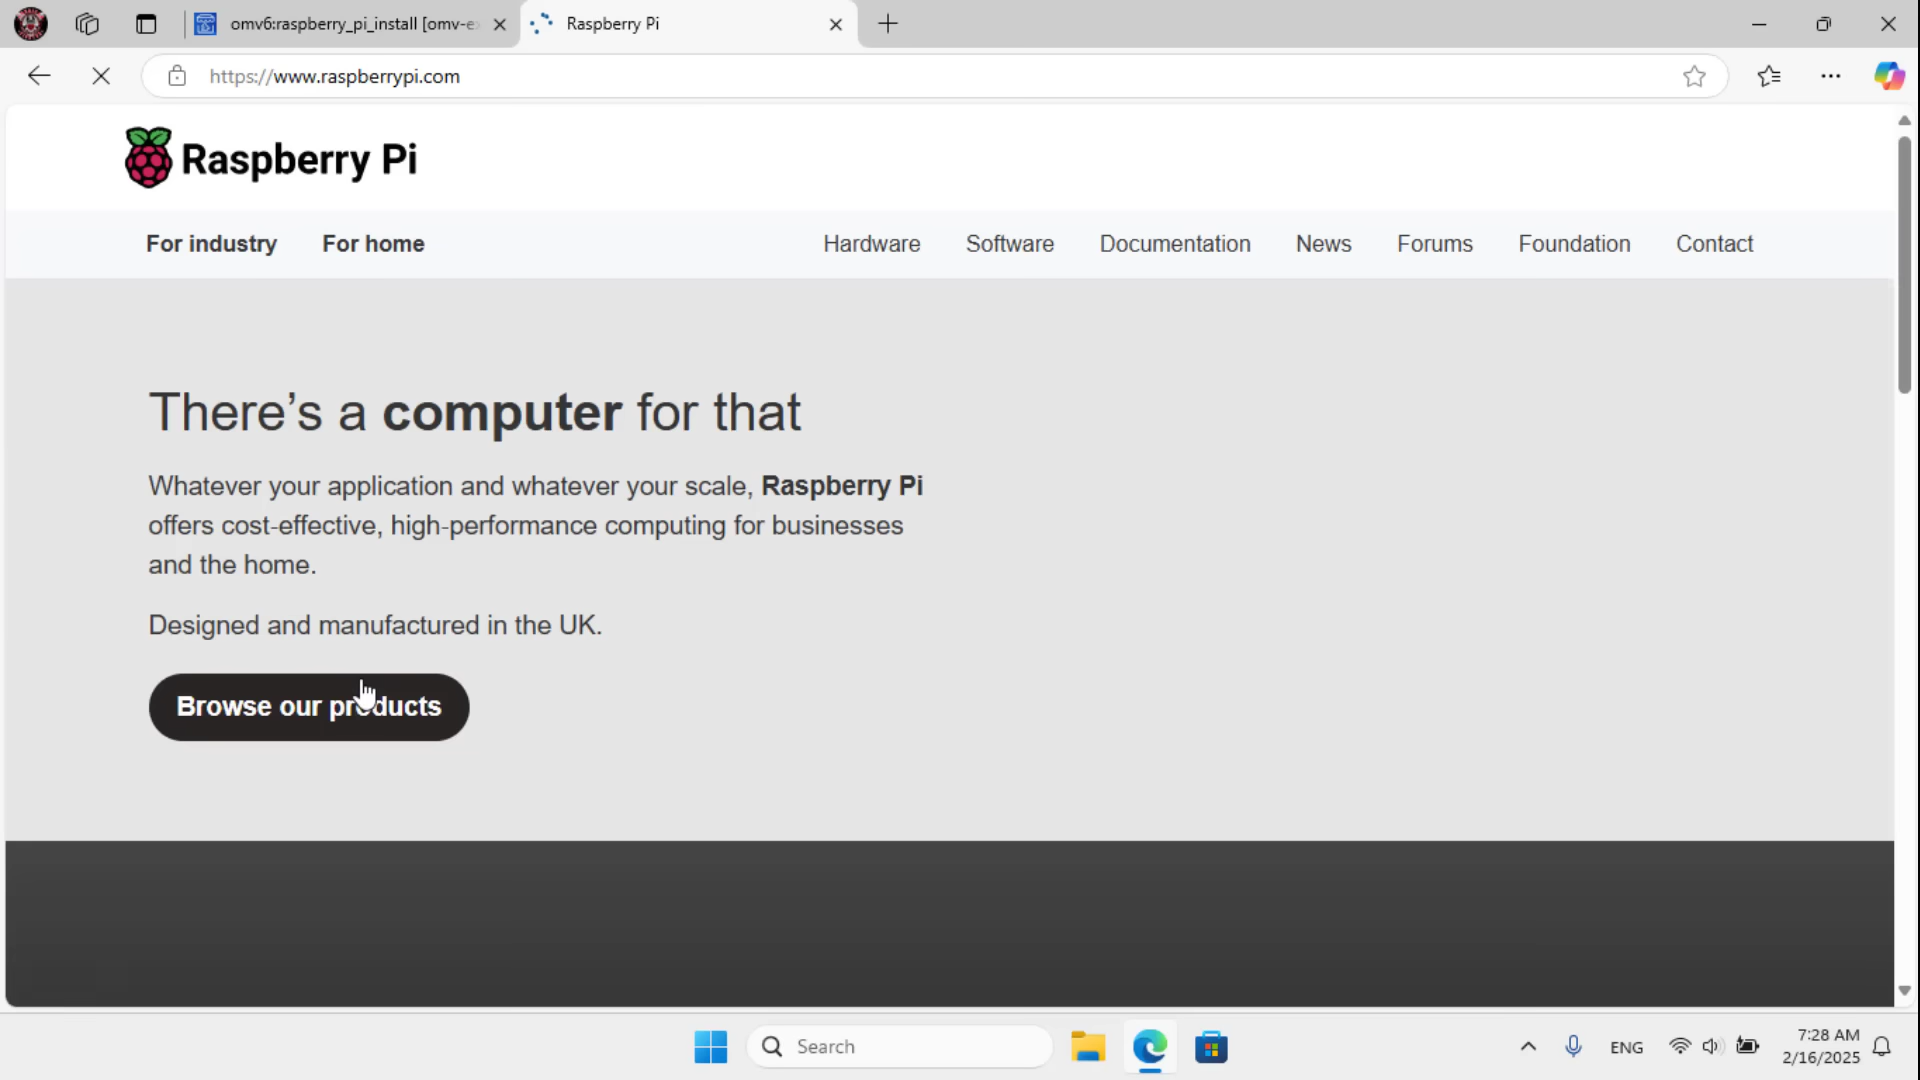 omv6:raspberry_pi_install [omv-e
Raspberry Pi
https://www.raspberrypi.com
Raspberry Pi
For industry
For home
Hardware
Software
Documentation
News
Forums
Foundation
Contact
There’s a computer for that
Whatever your application and whatever your scale, Raspberry Pi
offers cost-effective, high-performance computing for businesses
and the home.
Designed and manufactured in the UK.
Browse our products
Search
ENG
7:28 AM
2/16/2025